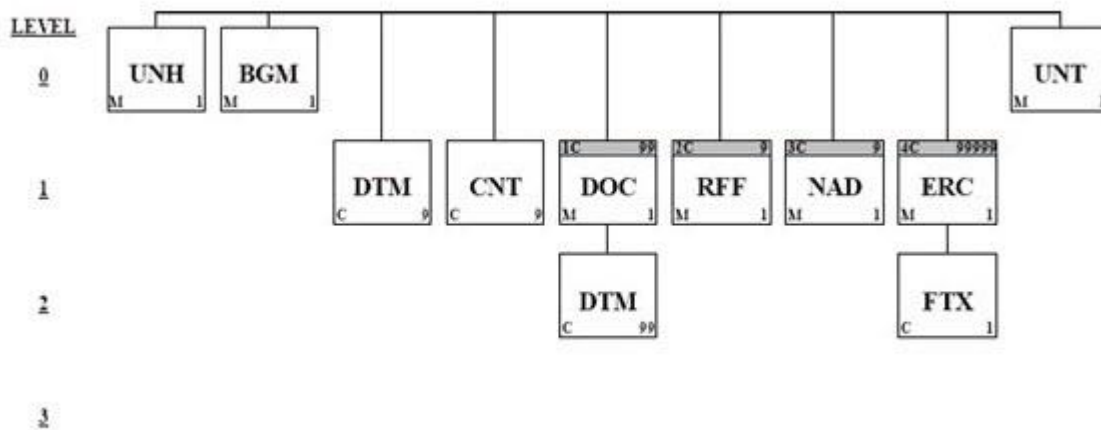 LEVEL
0
UNH
M 1
BGM
M 1
UNT
M 1
1
DTM
C 9
CNT
C 9
1C 99
DOC
M 1
2C 9
RFF
M 1
3C 9
NAD
M 1
4C 99999
ERC
M 1
2
DTM
C 99
FTX
C 1
3